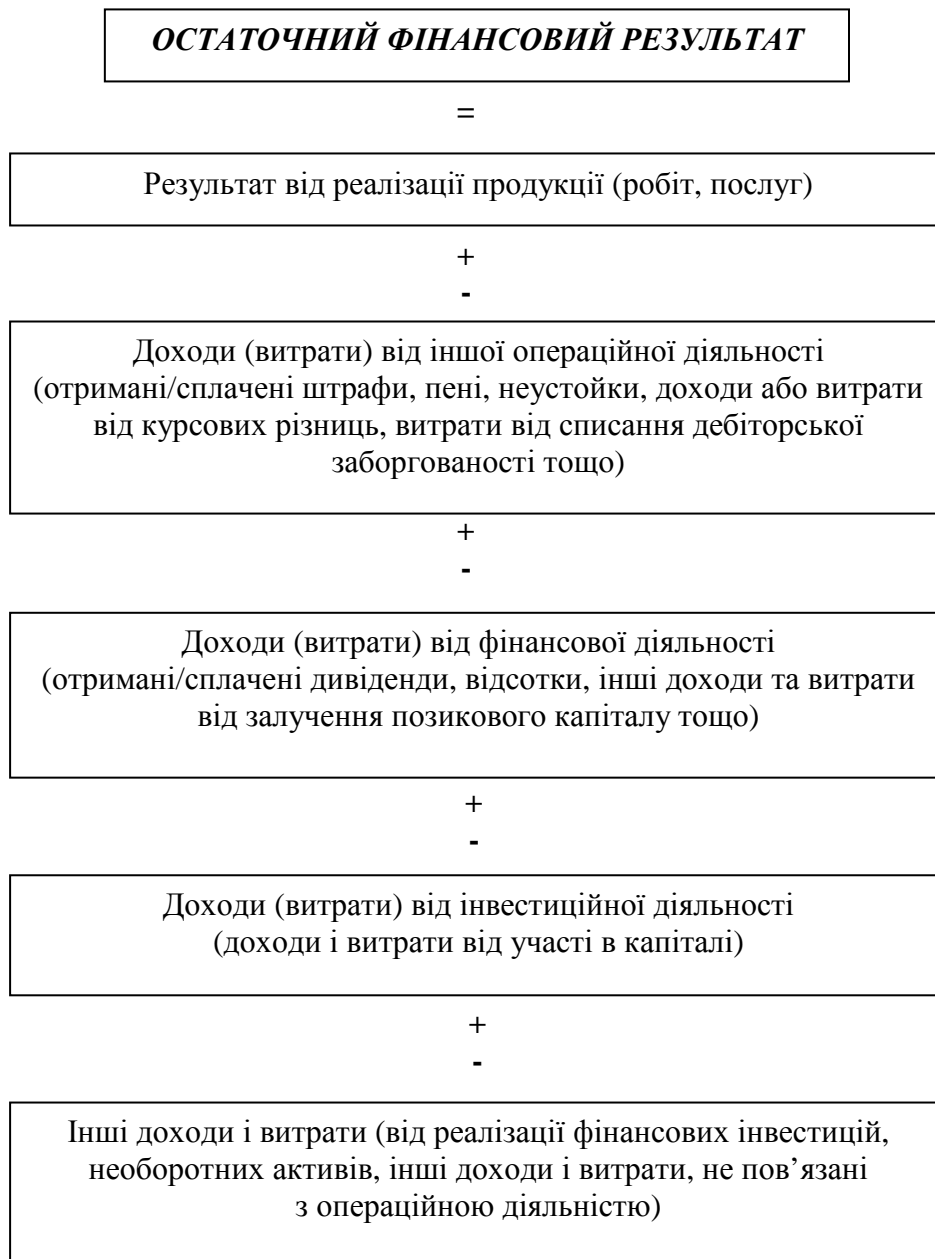 ОСТАТОЧНИЙ ФІНАНСОВИЙ РЕЗУЛЬТАТ
=
Результат від реалізації продукції (робіт, послуг)
+
-
Доходи (витрати) від іншої операційної діяльності
(отримані/сплачені штрафи, пені, неустойки, доходи або витрати
від курсових різниць, витрати від списання дебіторської
заборгованості тощо)
+
-
Доходи (витрати) від фінансової діяльності
(отримані/сплачені дивіденди, відсотки, інші доходи та витрати
від залучення позикового капіталу тощо)
+
-
Доходи (витрати) від інвестиційної діяльності
(доходи і витрати від участі в капіталі)
+
-
Інші доходи і витрати (від реалізації фінансових інвестицій,
необоротних активів, інші доходи і витрати, не пов’язані
з операційною діяльністю)